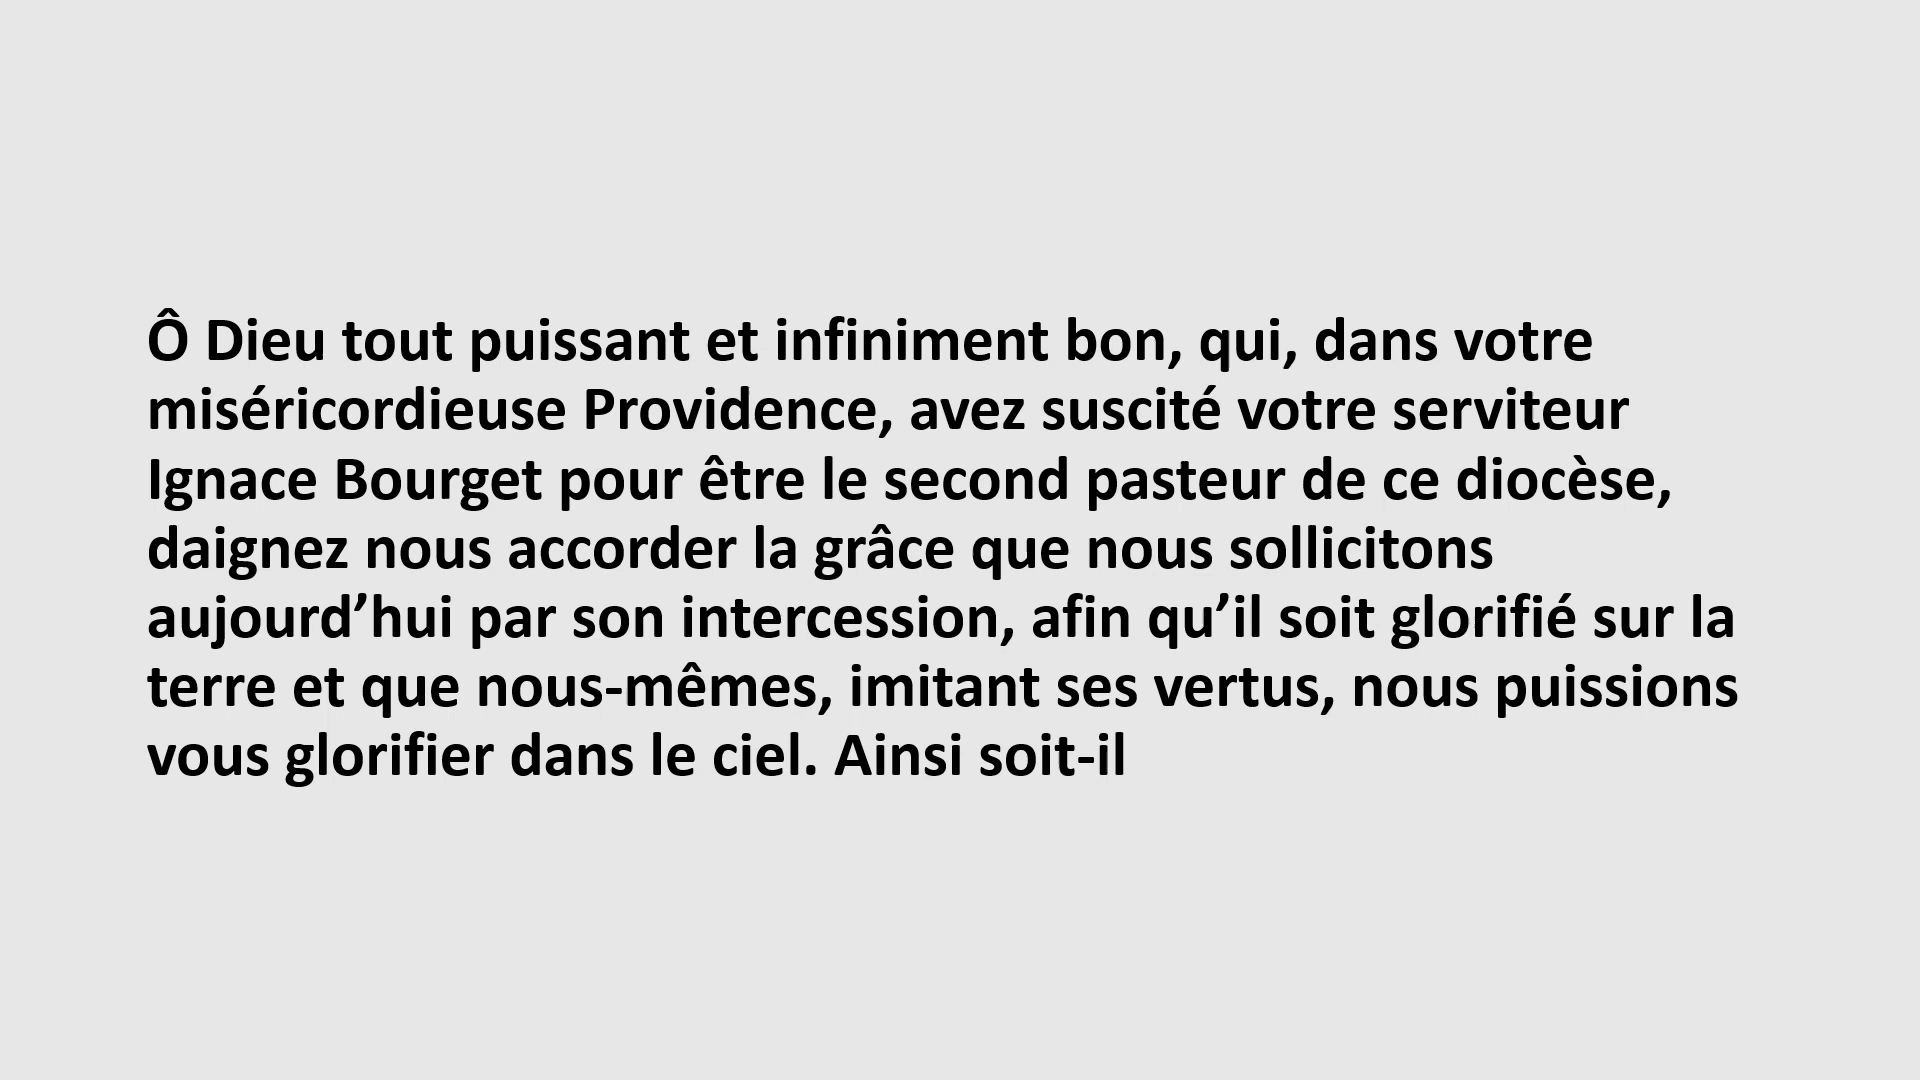 Ô Dieu tout puissant et infiniment bon, qui, dans votre
miséricordieuse Providence, avez suscité votre serviteur
Ignace Bourget pour être le second pasteur de ce diocèse,
daignez nous accorder la grâce que nous sollicitons
aujourd’hui par son intercession, afin qu’il soit glorifié sur la
terre et que nous-mêmes, imitant ses vertus, nous puissions
vous glorifier dans le ciel. Ainsi soit-il